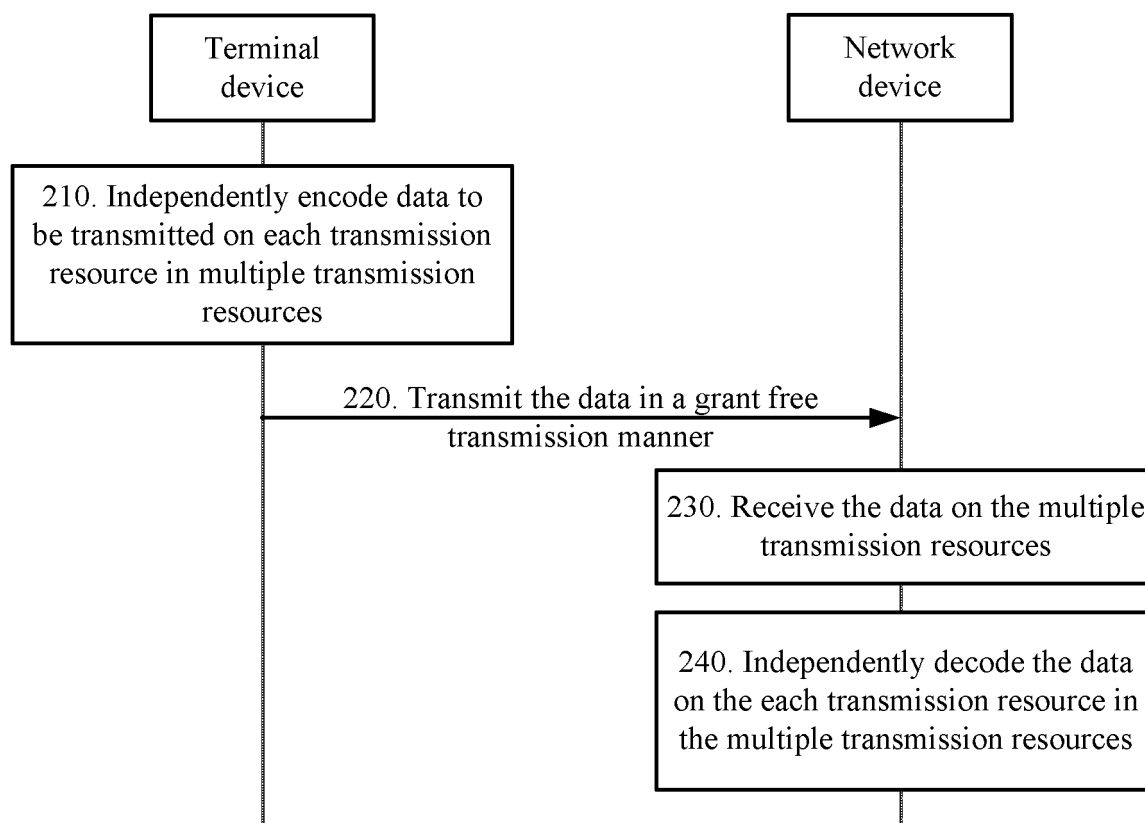 Terminal
device
Network
device
210. Independently encode data to
be transmitted on each transmission
resource in multiple transmission
resources
220. Transmit the data in a grant free
transmission manner
230. Receive the data on the multiple
transmission resources
240. Independently decode the data
on the each transmission resource in
the multiple transmission resources